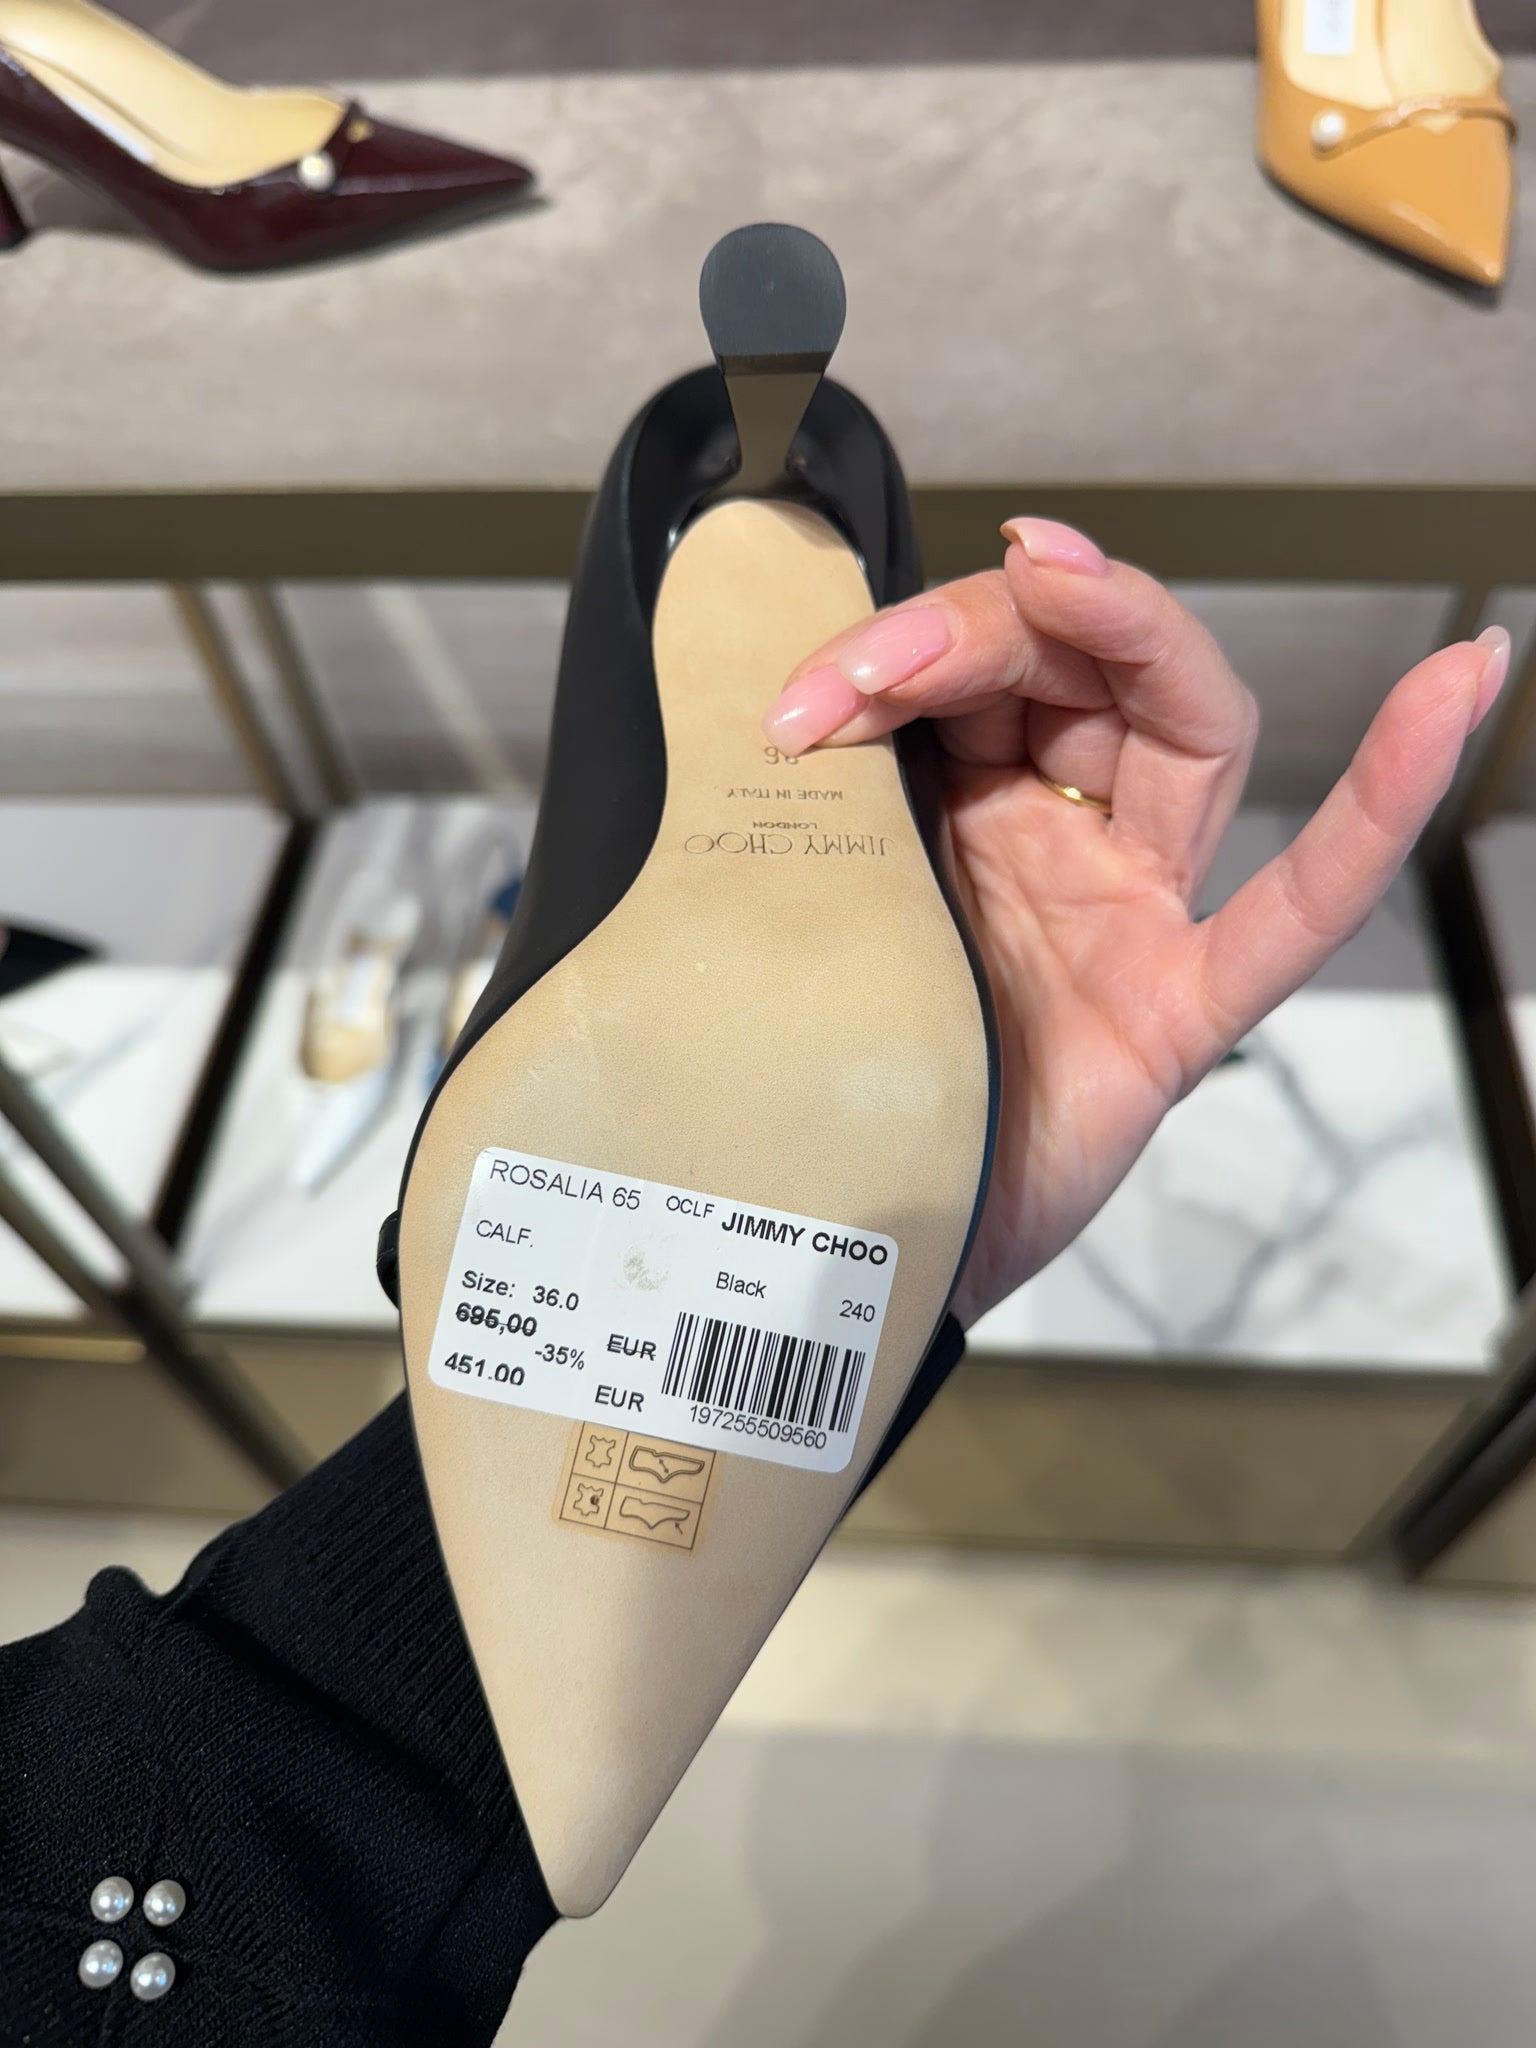 36
MADE IN ITALY
LONDON
JIMMY CHOO
ROSALIA 65 OCLF JIMMY CHOO
CALF.
Black 240
Size: 36.0
695,00 EUR
-35%
451.00 EUR
197255509560